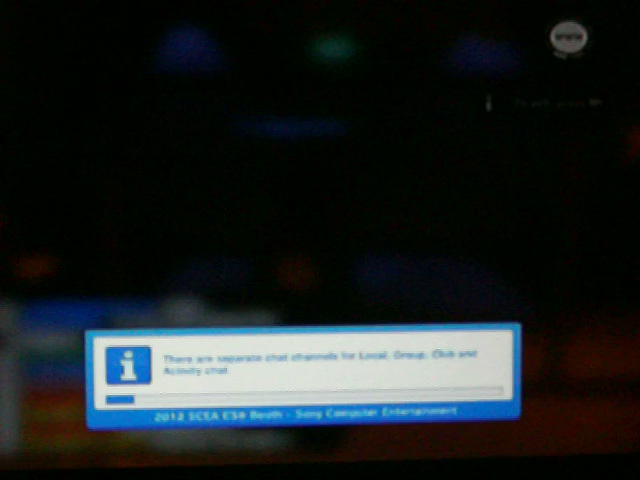 www
i
i
There are separate chat channels for Local, Group, Club and
Activity chat
2012 SCEA E3® Booth - Sony Computer Entertainment